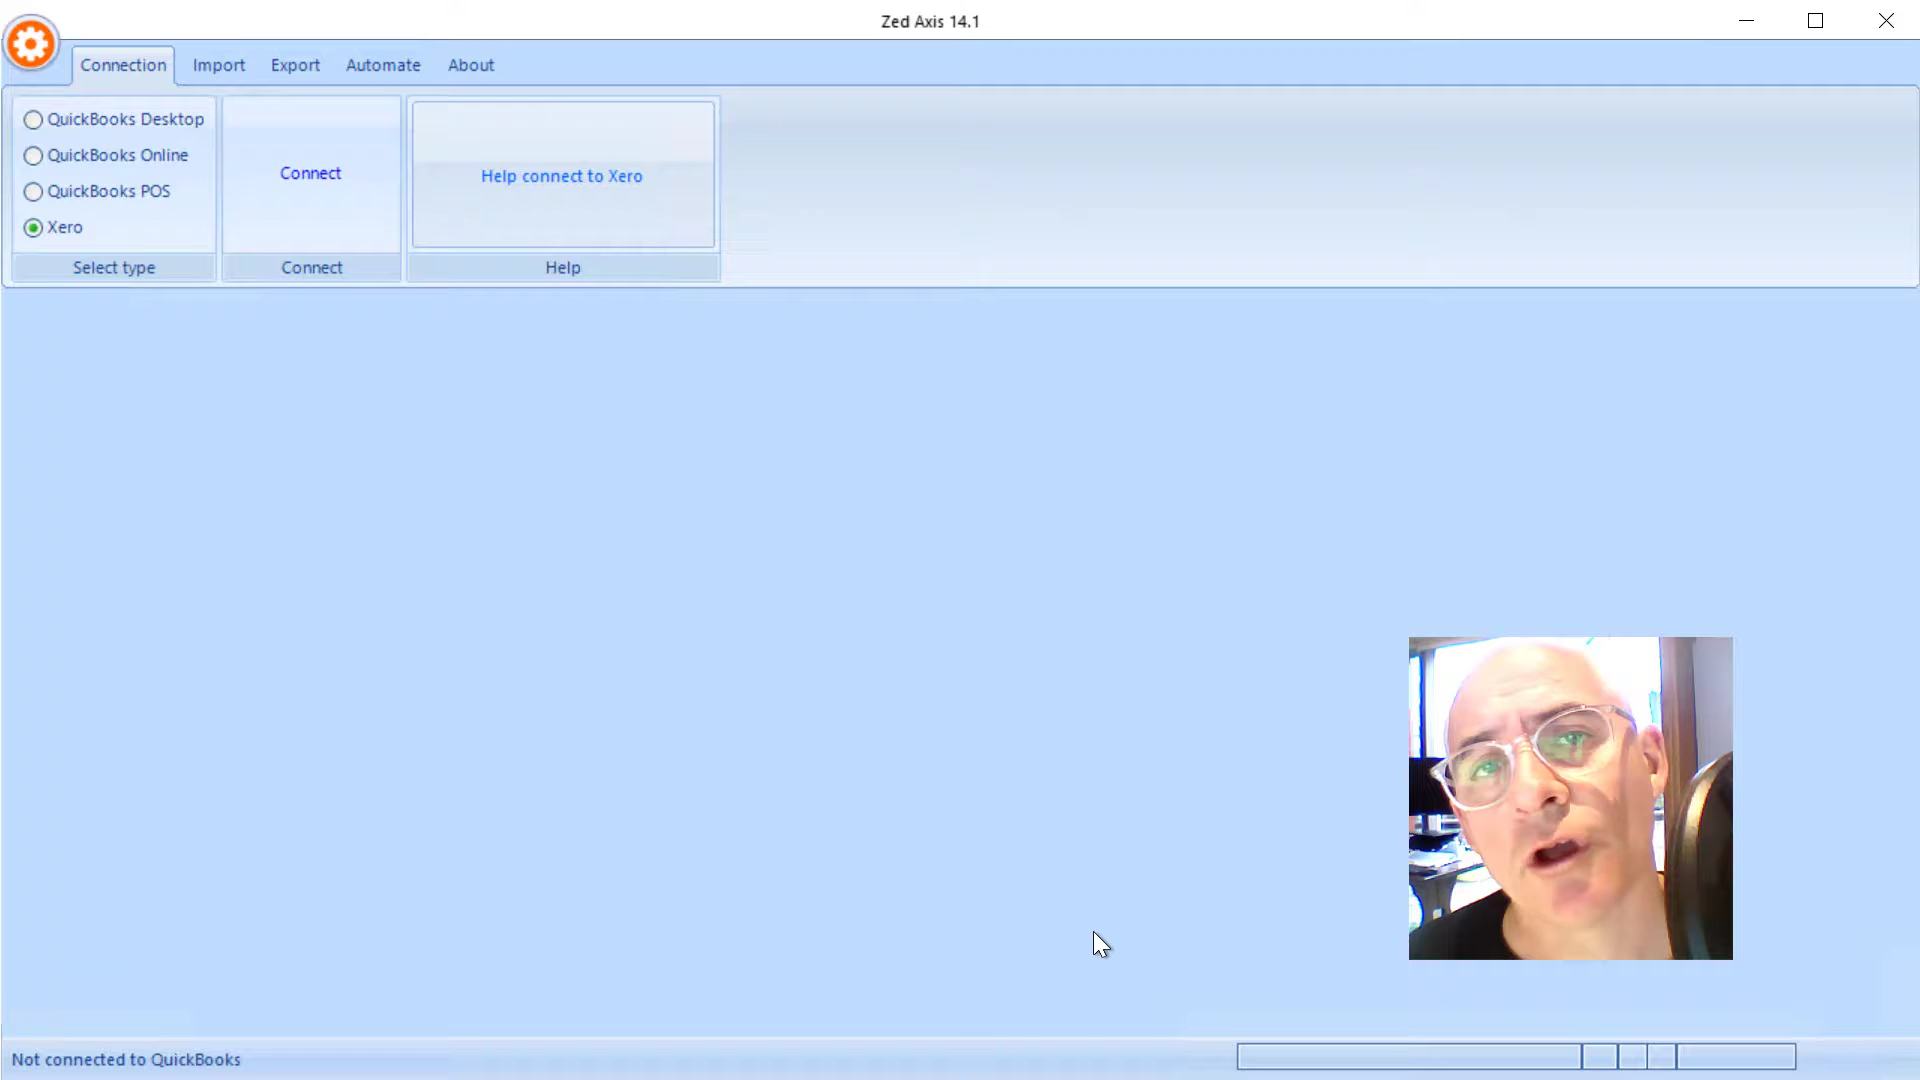 Zed Axis 14.1
Connection Import Export Automate About
QuickBooks Desktop
QuickBooks Online
QuickBooks POS
Xero
Connect
Help connect to Xero
Select type
Connect
Help
Not connected to QuickBooks